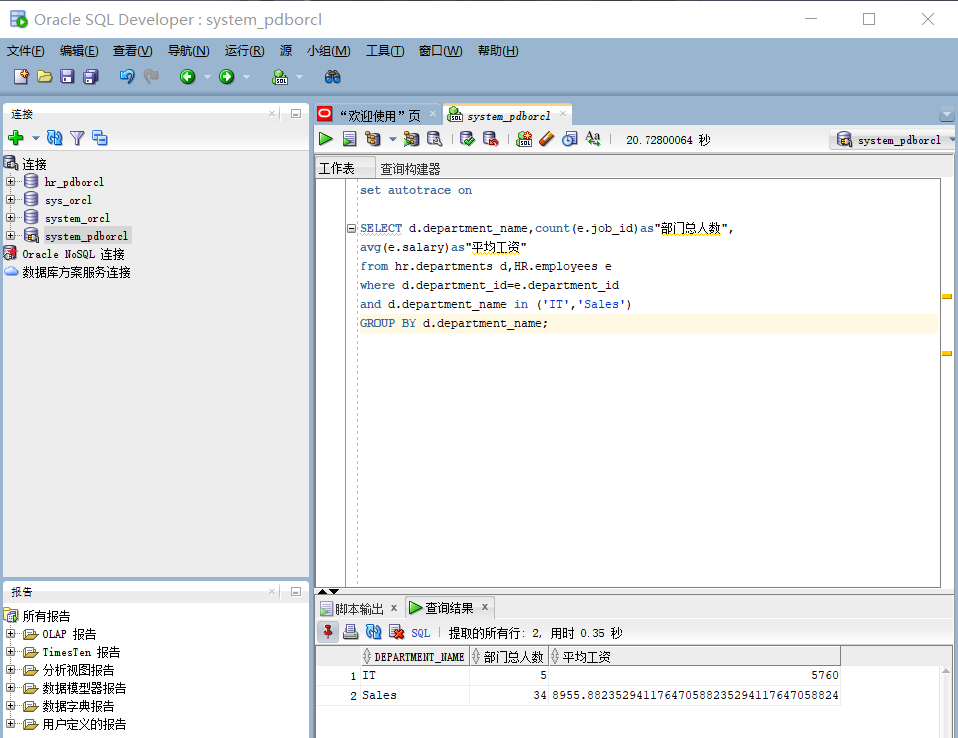 Oracle SQL Developer : system_pdborcl
文件(F) 编辑(E) 查看(V) 导航(N) 运行(R) 源 小组(M) 工具(T) 窗口(W) 帮助(H)
连接
连接
hr_pdborcl
sys_orcl
system_orcl
system_pdborcl
Oracle NoSQL 连接
数据库方案服务连接
报告
所有报告
OLAP 报告
TimesTen 报告
分析视图报告
数据模型器报告
数据字典报告
用户定义的报告
“欢迎使用”页 system_pdborcl
20.72800064 秒 system_pdborcl
工作表 查询构建器
set autotrace on
SELECT d.department_name,count(e.job_id)as"部门总人数",
avg(e.salary)as"平均工资"
from hr.departments d,HR.employees e
where d.department_id=e.department_id
and d.department_name in ('IT','Sales')
GROUP BY d.department_name;
脚本输出 x 查询结果 x
SQL | 提取的所有行: 2, 用时 0.35 秒
DEPARTMENT_NAME 部门总人数 平均工资
1 IT 5 5760
2 Sales 34 8955.88235294117647058823529411764705882